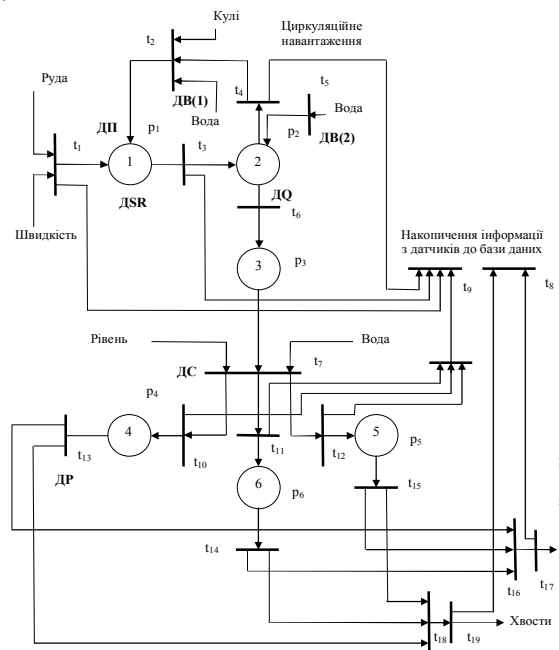 Кулі
t2
Циркуляційне
навантаження
Руда
t4
t5
ДВ(1)
Вода
Вода
ДП
p1
p2
ДВ(2)
t1
t3
1
2
ДSR
ДQ
t6
Швидкість
Накопичення інформації
з датчиків до бази даних
3
p3
t9
t8
Рівень
Вода
t7
ДС
p4
4
5
p5
t13
t10
t11
t12
ДР
6
p6
t15
t14
t16
t17
Хвости
t18
t19